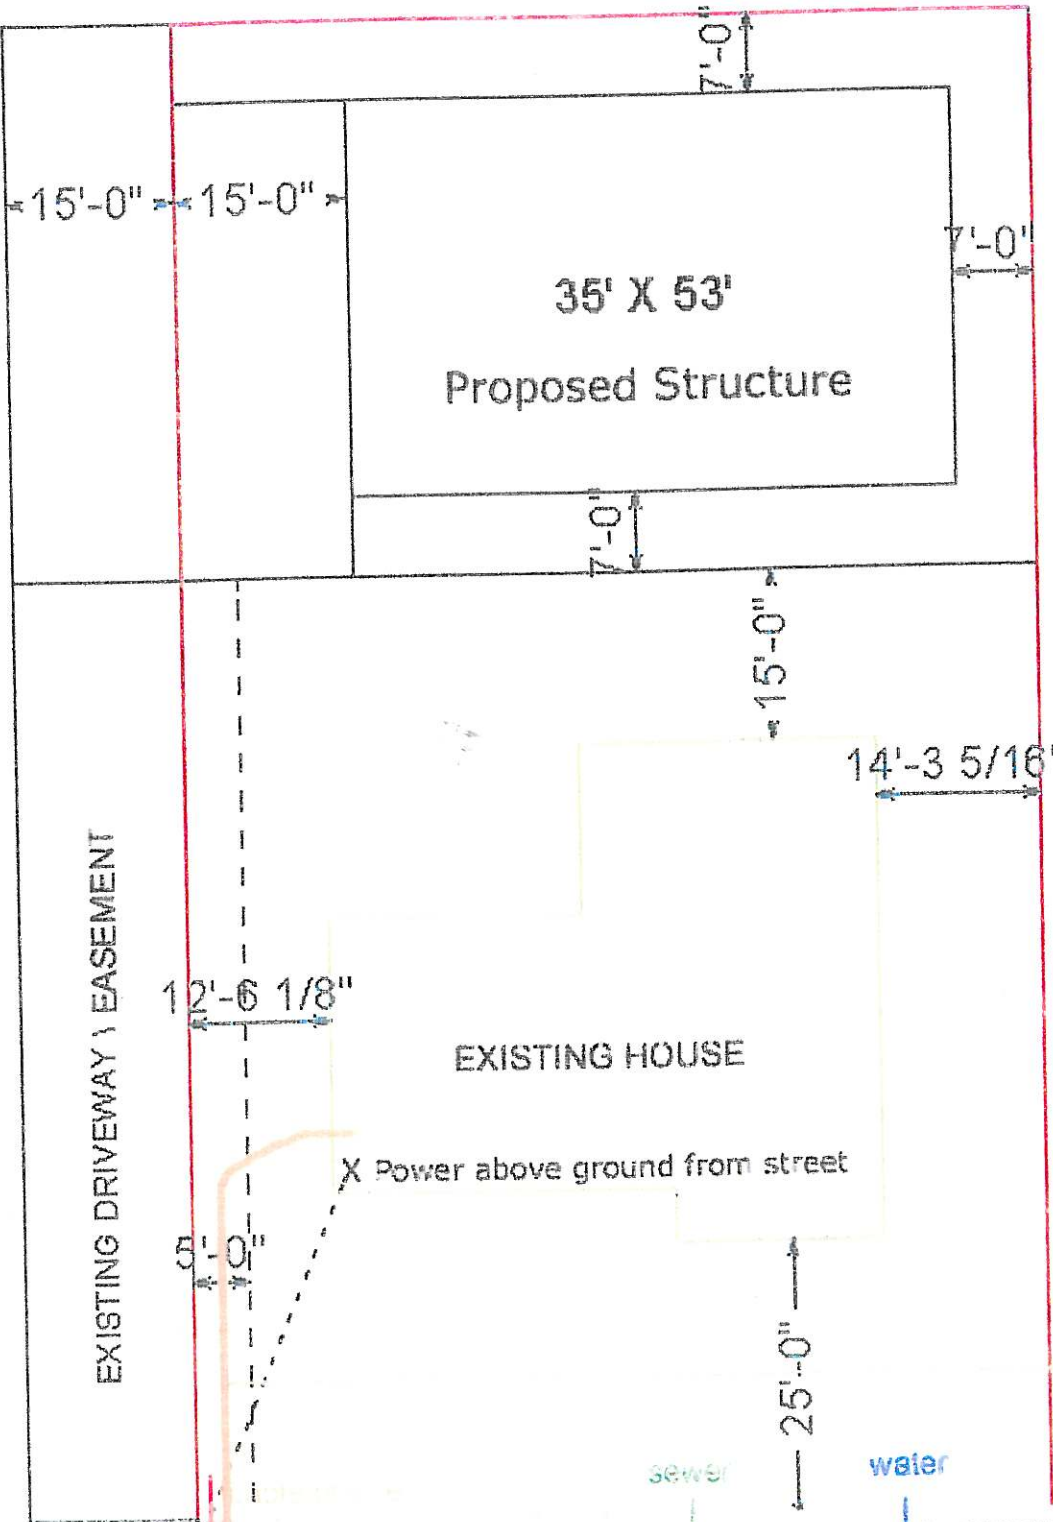 7'-0"
15'-0"
15'-0"
7'-0"
35' X 53'
Proposed Structure
7'-0"
15'-0"
14'-3 5/16"
EXISTING DRIVEWAY \ EASEMENT
12'-6 1/8"
EXISTING HOUSE
X Power above ground from street
5'-0"
25'-0"
sewer
water